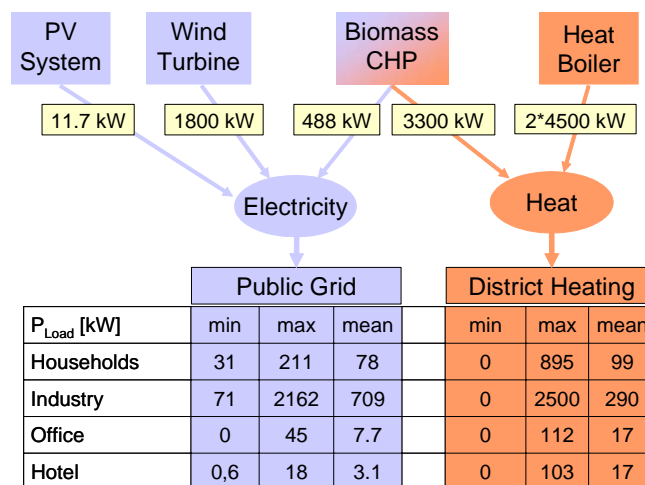 PV
System
Wind
Turbine
Biomass
CHP
Heat
Boiler
11.7 kW
1800 kW
488 kW
3300 kW
2*4500 kW
Electricity
Heat
Public Grid
District Heating
P_Load [kW] min max mean min max mean
Households 31 211 78 0 895 99
Industry 71 2162 709 0 2500 290
Office 0 45 7.7 0 112 17
Hotel 0,6 18 3.1 0 103 17